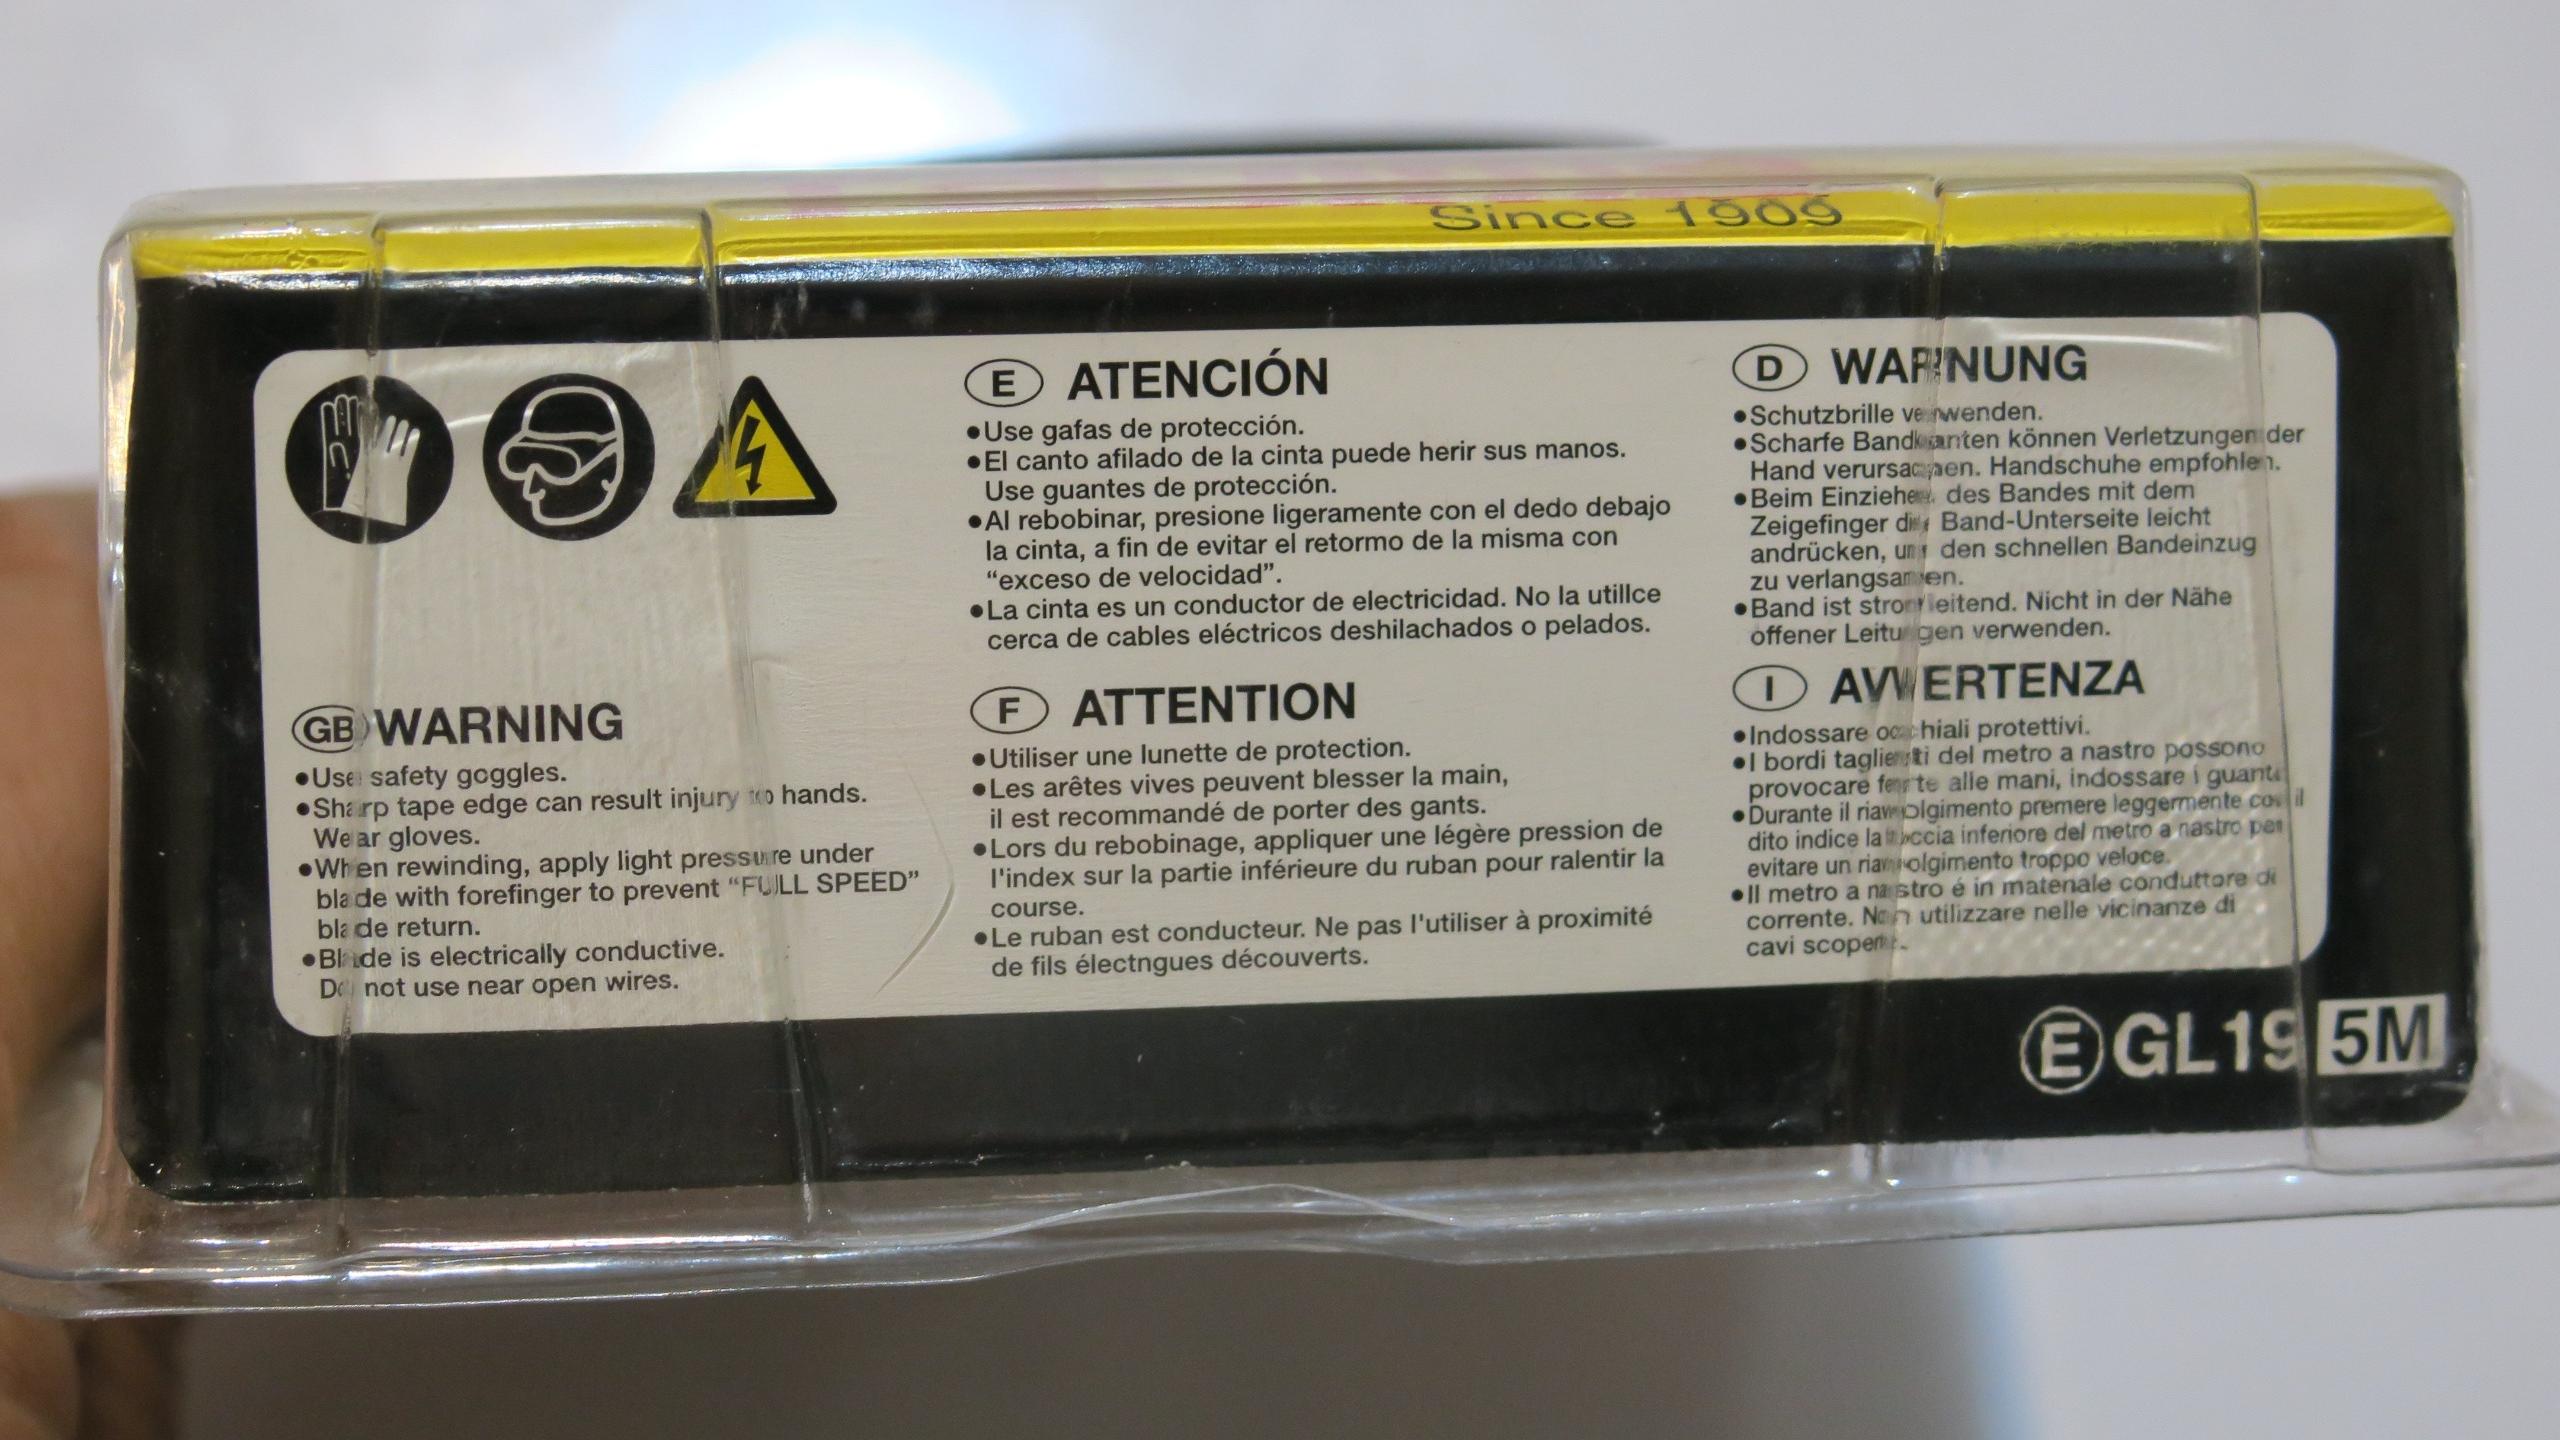 Since 1909
GB WARNING
●Use safety goggles.
●Sharp tape edge can result injury to hands.
Wear gloves.
●When rewinding, apply light pressure under
blade with forefinger to prevent “FULL SPEED”
blade return.
●Blade is electrically conductive.
Do not use near open wires.
E ATENCIÓN
●Use gafas de protección.
●El canto afilado de la cinta puede herir sus manos.
Use guantes de protección.
●Al rebobinar, presione ligeramente con el dedo debajo
la cinta, a fin de evitar el retormo de la misma con
“exceso de velocidad”.
●La cinta es un conductor de electricidad. No la utillce
cerca de cables eléctricos deshilachados o pelados.
F ATTENTION
●Utiliser une lunette de protection.
●Les arêtes vives peuvent blesser la main,
il est recommandé de porter des gants.
●Lors du rebobinage, appliquer une légère pression de
l'index sur la partie inférieure du ruban pour ralentir la
course.
●Le ruban est conducteur. Ne pas l'utiliser à proximité
de fils électngues découverts.
D WARNUNG
●Schutzbrille verwenden.
●Scharfe Bandkanten können Verletzungen der
Hand verursachen. Handschuhe empfohlen.
●Beim Einziehen des Bandes mit dem
Zeigefinger die Band-Unterseite leicht
andrücken, um den schnellen Bandeinzug
zu verlangsamen.
●Band ist stromleitend. Nicht in der Nähe
offener Leitungen verwenden.
I AVVERTENZA
●Indossare occhiali protettivi.
●I bordi taglienti del metro a nastro possono
provocare ferite alle mani, indossare i guanti
●Durante il riavvolgimento premere leggermente con il
dito indice la faccia inferiore del metro a nastro per
evitare un riavvolgimento troppo veloce.
●Il metro a nastro é in matenale conduttore di
corrente. Non utilizzare nelle vicinanze di
cavi scoperti.
E GL19 5M